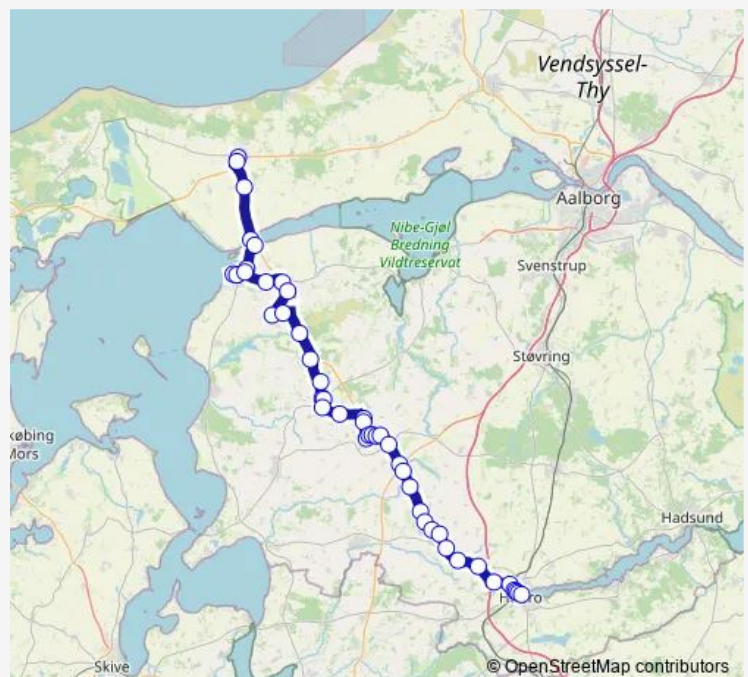 Vendsyssel-
Thy
Aalborg
Nibe-Gjøl
Bredning
Vildtreservat
Svenstrup
Støvring
købing
Mors
Hadsund
Skive
© OpenStreetMap contributors